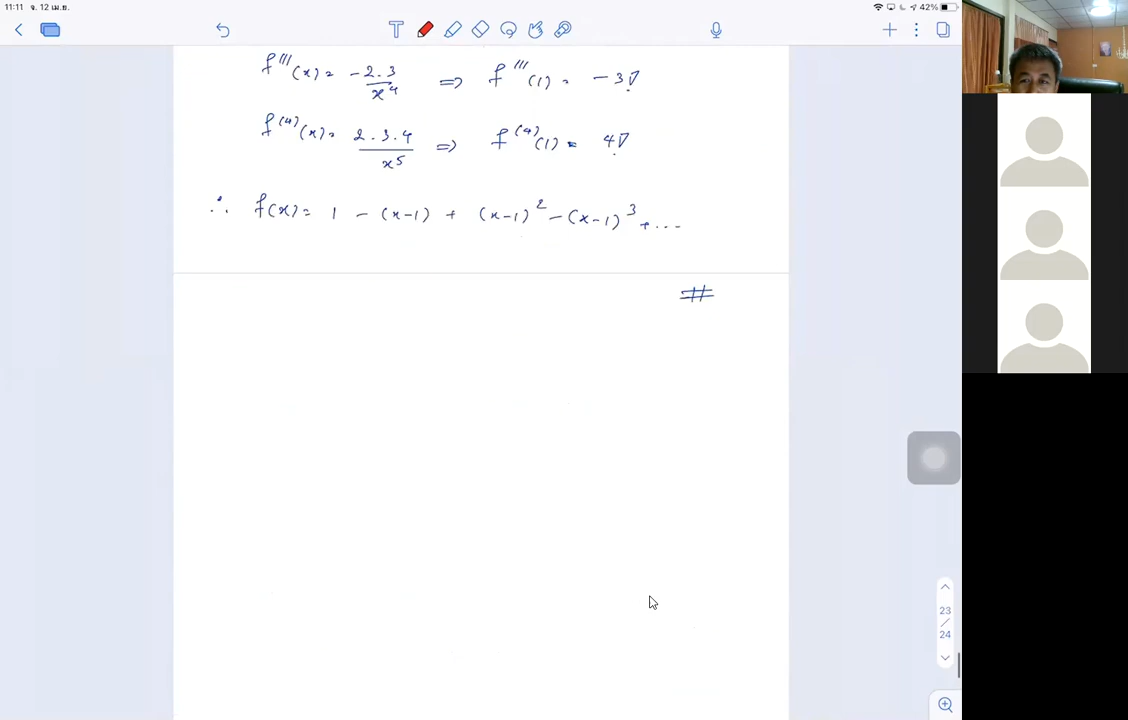 11:11 จ. 12 เม.ย.
42%
f'''(x) = -2.3/x⁴ ⇒ f'''(1) = -3!
f⁽⁴⁾(x) = 2.3.4/x⁵ ⇒ f⁽⁴⁾(1) = 4!
∴ f(x) = 1 - (x-1) + (x-1)² - (x-1)³ + ...
#
23
/
24